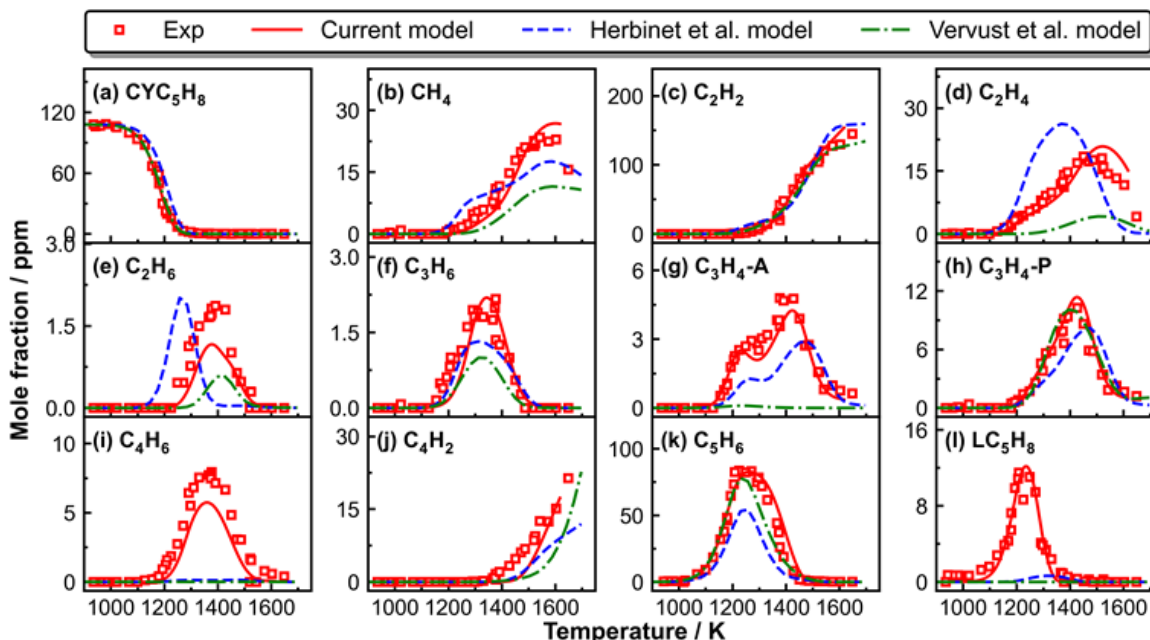 Exp Current model Herbinet et al. model Vervust et al. model
(a) CYC₅H₈ (b) CH₄ (c) C₂H₂ (d) C₂H₄
120 60 0
30 15 0
200 100 0
30 15 0
(e) C₂H₆ (f) C₃H₆ (g) C₃H₄-A (h) C₃H₄-P
3.0 1.5 0.0
3.0 1.5 0.0
6 3 0
12 6 0
(i) C₄H₆ (j) C₄H₂ (k) C₅H₆ (l) LC₅H₈
10 5 0
30 15 0
100 50 0
16 8 0
1000 1200 1400 1600 1000 1200 1400 1600 1000 1200 1400 1600 1000 1200 1400 1600
Mole fraction / ppm
Temperature / K